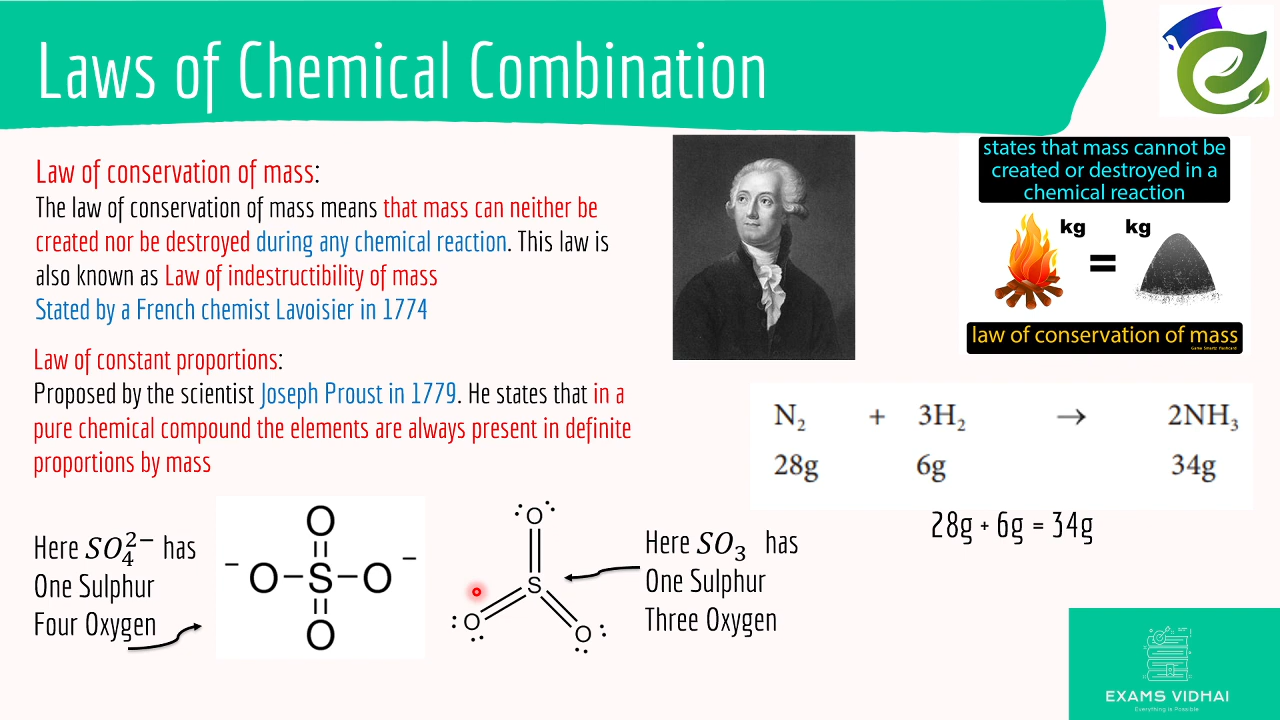 Laws of Chemical Combination
Law of conservation of mass:
The law of conservation of mass means that mass can neither be
created nor be destroyed during any chemical reaction. This law is
also known as Law of indestructibility of mass
Stated by a French chemist Lavoisier in 1774
Law of constant proportions:
Proposed by the scientist Joseph Proust in 1779. He states that in a
pure chemical compound the elements are always present in definite
proportions by mass
states that mass cannot be
created or destroyed in a
chemical reaction
kg = kg
law of conservation of mass
N₂ + 3H₂ → 2NH₃
28g 6g 34g
28g + 6g = 34g
Here SO₄²⁻ has
One Sulphur
Four Oxygen
O
⁻O–S–O⁻
O
O
S
O O
Here SO₃ has
One Sulphur
Three Oxygen
EXAMS VIDHAI
Everything is Possible